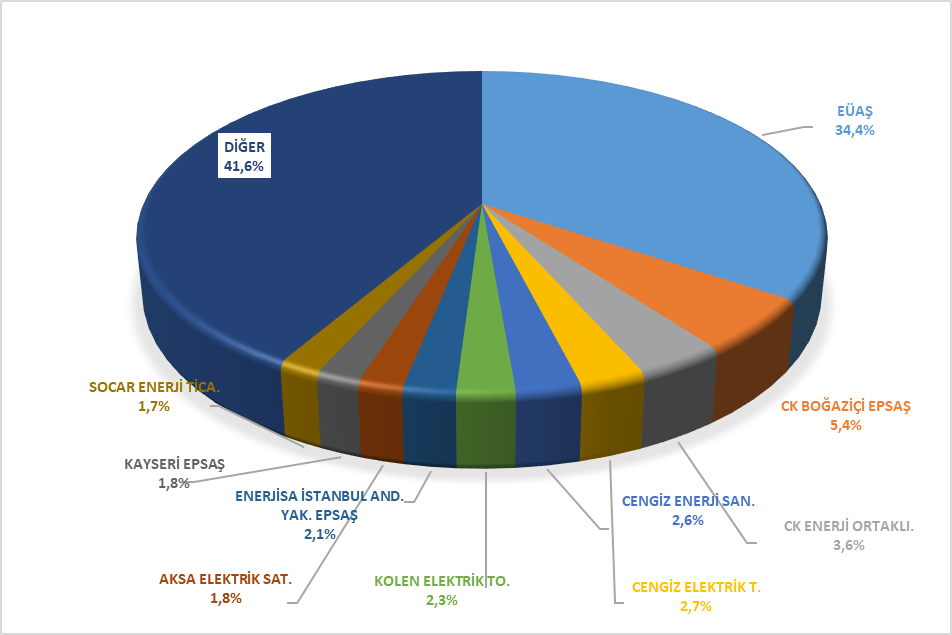 EÜAŞ
34,4%
DİĞER
41,6%
SOCAR ENERJİ TİCA.
1,7%
CK BOĞAZİÇİ EPSAŞ
5,4%
KAYSERİ EPSAŞ
1,8%
ENERJİSA İSTANBUL AND.
YAK. EPSAŞ
2,1%
CENGİZ ENERJİ SAN.
2,6%
CK ENERJİ ORTAKLI.
3,6%
AKSA ELEKTRİK SAT.
1,8%
KOLEN ELEKTRİK TO.
2,3%
CENGİZ ELEKTRİK T.
2,7%